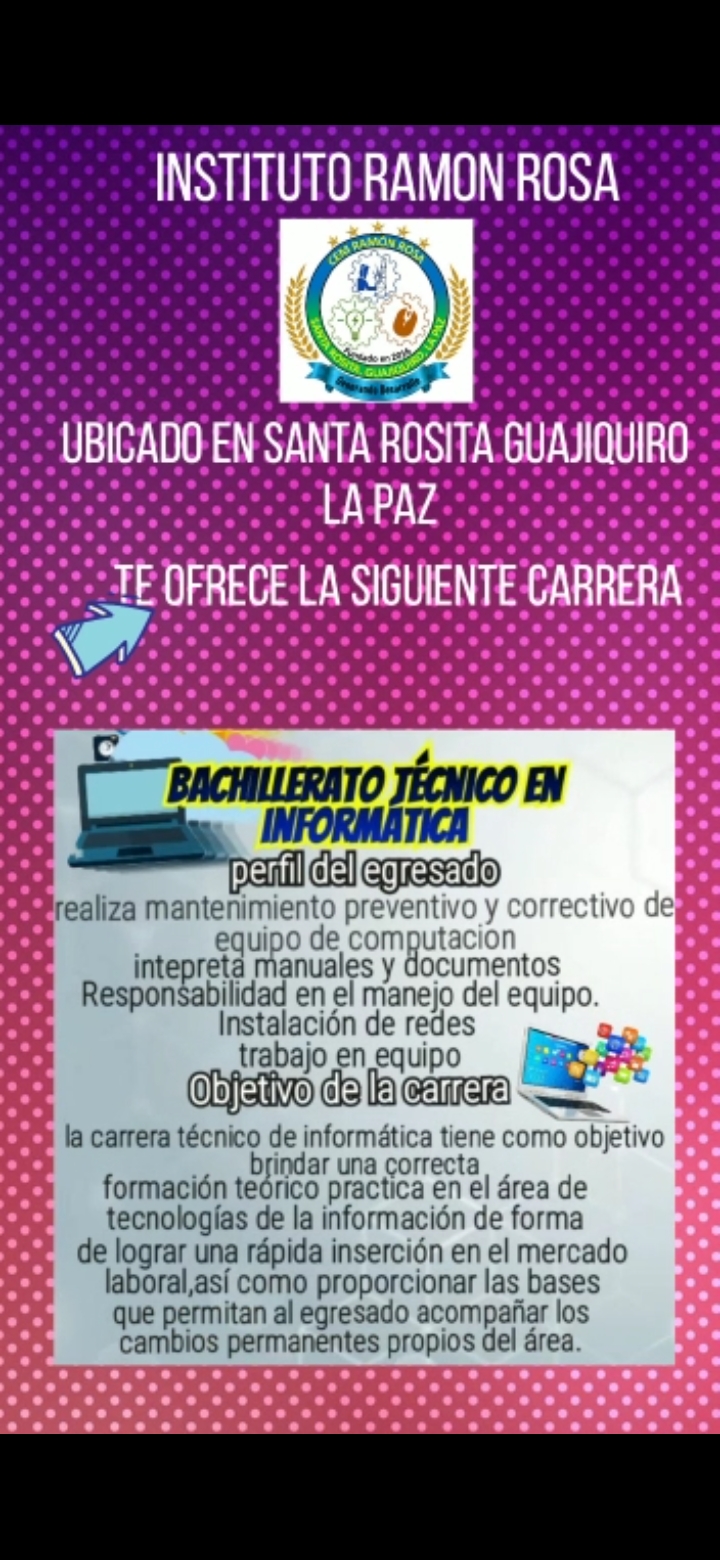 INSTITUTO RAMON ROSA
CEM RAMÓN ROSA
Fundado en
SANTA ROSITA, GUAJIQUIRO, LA PAZ
Generando Desarrollo
UBICADO EN SANTA ROSITA GUAJIQUIRO
LA PAZ
TE OFRECE LA SIGUIENTE CARRERA
BACHILLERATO TÉCNICO EN
INFORMÁTICA
perfil del egresado
realiza mantenimiento preventivo y correctivo de
equipo de computacion
intepreta manuales y documentos
Responsabilidad en el manejo del equipo.
Instalación de redes
trabajo en equipo
Objetivo de la carrera
la carrera técnico de informática tiene como objetivo
brindar una correcta
formación teórico practica en el área de
tecnologías de la información de forma
de lograr una rápida inserción en el mercado
laboral,así como proporcionar las bases
que permitan al egresado acompañar los
cambios permanentes propios del área.